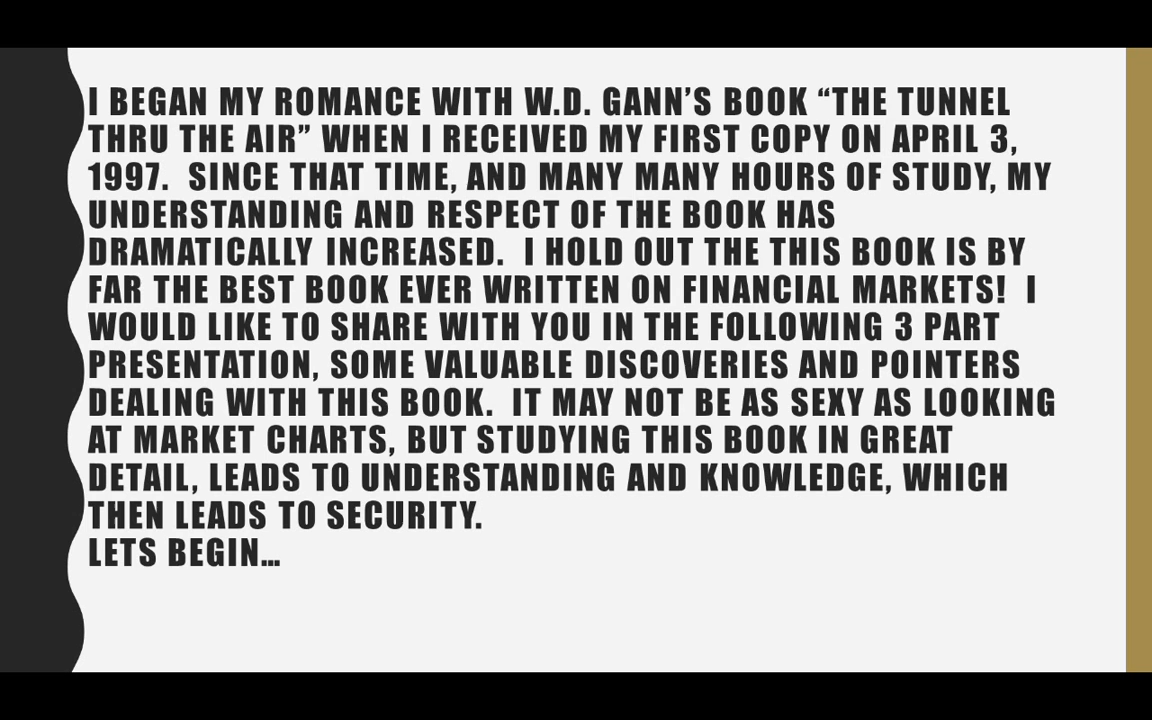 I BEGAN MY ROMANCE WITH W.D. GANN’S BOOK “THE TUNNEL
THRU THE AIR” WHEN I RECEIVED MY FIRST COPY ON APRIL 3,
1997.  SINCE THAT TIME, AND MANY MANY HOURS OF STUDY, MY
UNDERSTANDING AND RESPECT OF THE BOOK HAS
DRAMATICALLY INCREASED.  I HOLD OUT THE THIS BOOK IS BY
FAR THE BEST BOOK EVER WRITTEN ON FINANCIAL MARKETS!  I
WOULD LIKE TO SHARE WITH YOU IN THE FOLLOWING 3 PART
PRESENTATION, SOME VALUABLE DISCOVERIES AND POINTERS
DEALING WITH THIS BOOK.  IT MAY NOT BE AS SEXY AS LOOKING
AT MARKET CHARTS, BUT STUDYING THIS BOOK IN GREAT
DETAIL, LEADS TO UNDERSTANDING AND KNOWLEDGE, WHICH
THEN LEADS TO SECURITY.
LETS BEGIN…